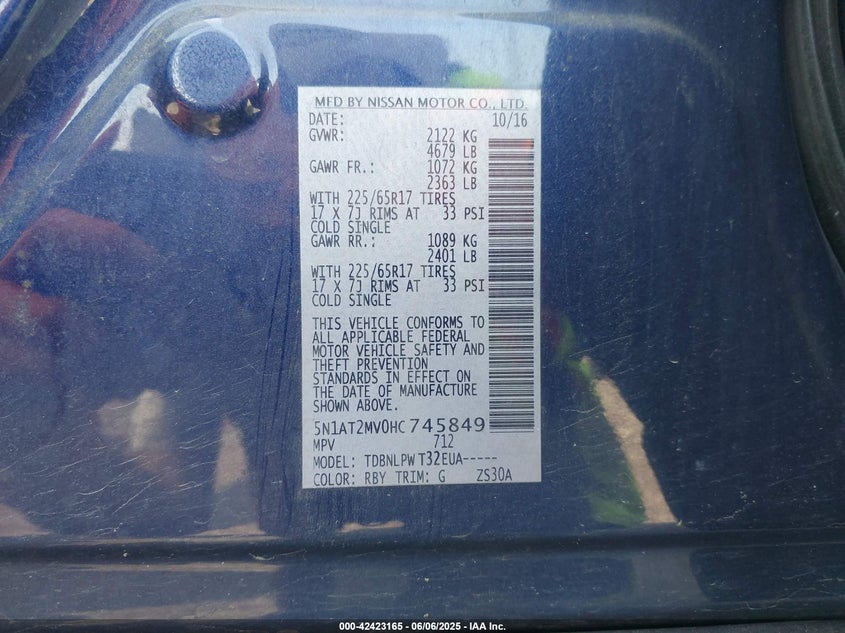 MFD BY NISSAN MOTOR CO., LTD.
DATE: 10/16
GVWR: 2122 KG
4679 LB
GAWR FR.: 1072 KG
2363 LB
WITH 225/65R17 TIRES
17 X 7J RIMS AT 33 PSI
COLD SINGLE
GAWR RR.: 1089 KG
2401 LB
WITH 225/65R17 TIRES
17 X 7J RIMS AT 33 PSI
COLD SINGLE
THIS VEHICLE CONFORMS TO
ALL APPLICABLE FEDERAL
MOTOR VEHICLE SAFETY AND
THEFT PREVENTION
STANDARDS IN EFFECT ON
THE DATE OF MANUFACTURE
SHOWN ABOVE.
5N1AT2MV0HC745849
MPV 712
MODEL: TDBNLPW T32EUA-----
COLOR: RBY TRIM: G ZS30A
000-42423165 - 06/06/2025 - IAA Inc.